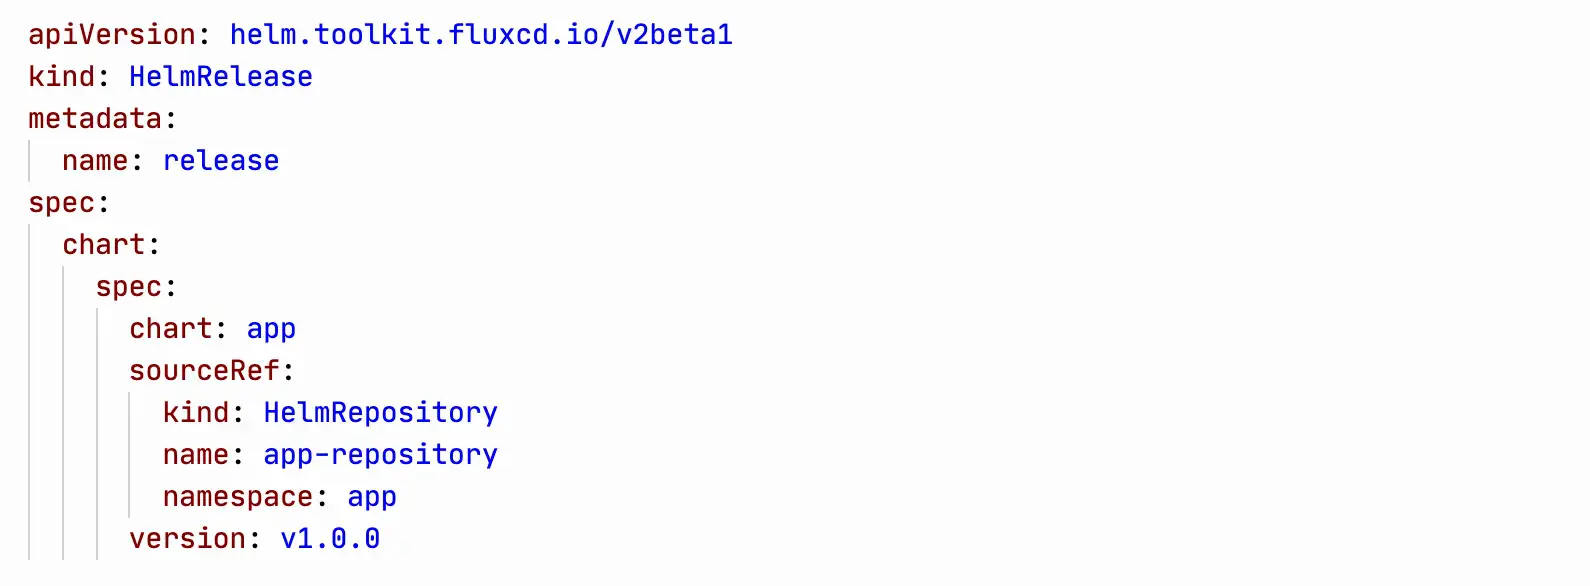 apiVersion: helm.toolkit.fluxcd.io/v2beta1
kind: HelmRelease
metadata:
  name: release
spec:
  chart:
    spec:
      chart: app
      sourceRef:
        kind: HelmRepository
        name: app-repository
        namespace: app
      version: v1.0.0